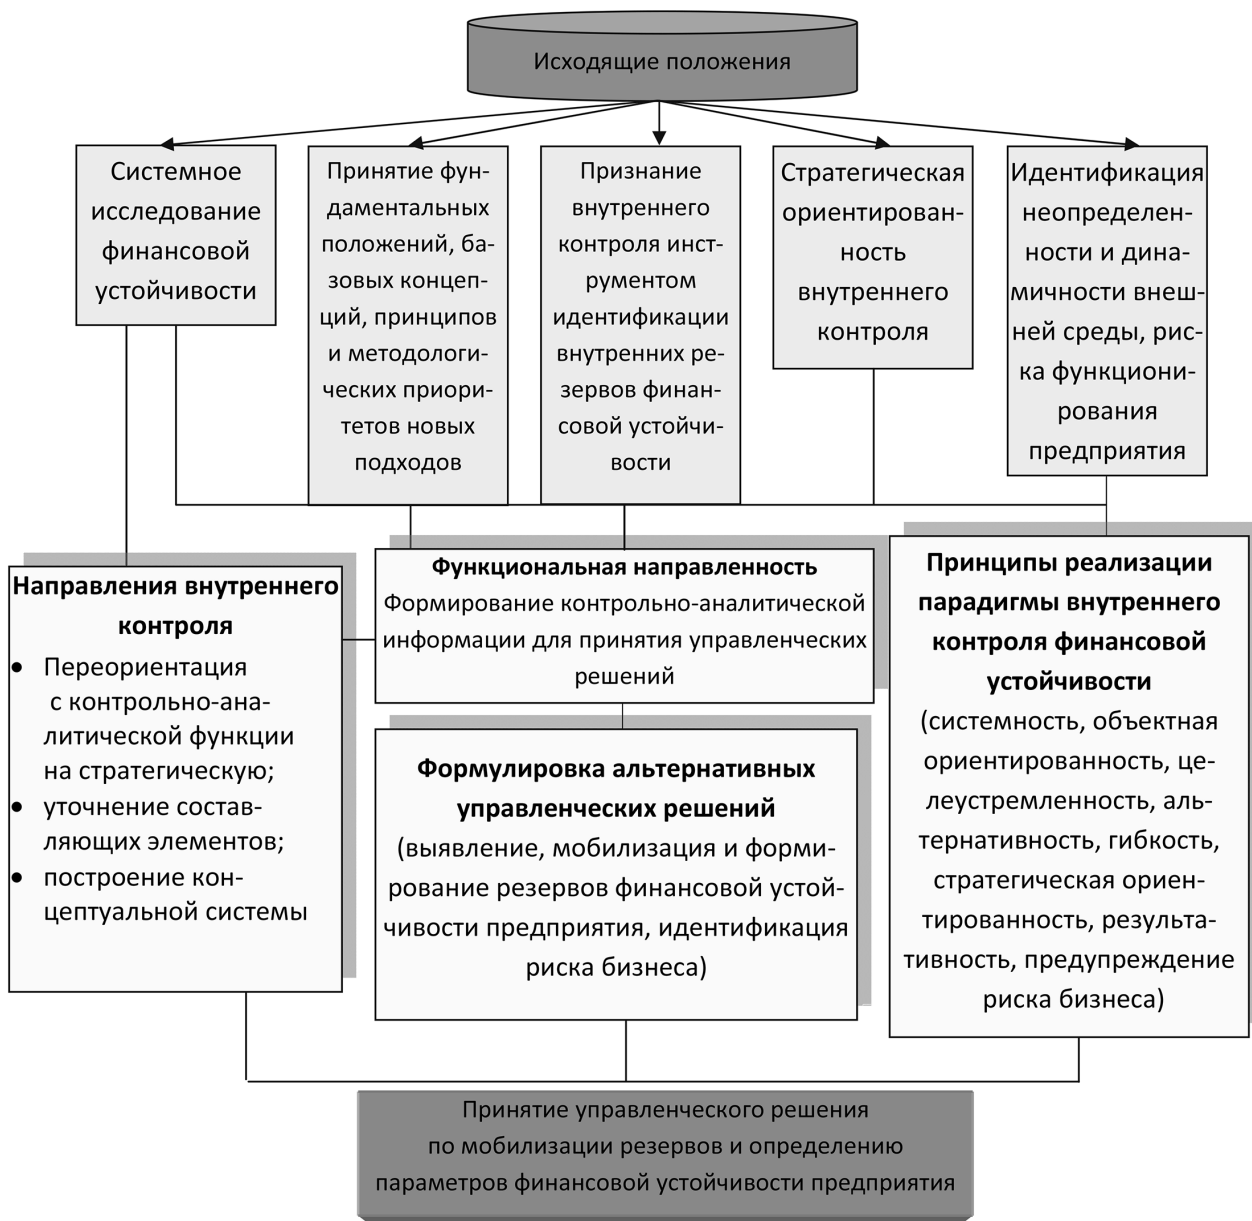 Исходящие положения
Системное
исследование
финансовой
устойчивости
Принятие фун-
даментальных
положений, ба-
зовых концеп-
ций, принципов
и методологи-
ческих приори-
тетов новых
подходов
Признание
внутреннего
контроля инст-
рументом
идентификации
внутренних ре-
зервов финан-
совой устойчи-
вости
Стратегическая
ориентирован-
ность
внутреннего
контроля
Идентификация
неопределен-
ности и дина-
мичности внеш-
ней среды, рис-
ка функциони-
рования
предприятия
Направления внутреннего
контроля
• Переориентация
с контрольно-ана-
литической функции
на стратегическую;
• уточнение состав-
ляющих элементов;
• построение кон-
цептуальной системы
Функциональная направленность
Формирование контрольно-аналитической
информации для принятия управленческих
решений
Формулировка альтернативных
управленческих решений
(выявление, мобилизация и форми-
рование резервов финансовой устой-
чивости предприятия, идентификация
риска бизнеса)
Принципы реализации
парадигмы внутреннего
контроля финансовой
устойчивости
(системность, объектная
ориентированность, це-
леустремленность, аль-
тернативность, гибкость,
стратегическая ориен-
тированность, результа-
тивность, предупреждение
риска бизнеса)
Принятие управленческого решения
по мобилизации резервов и определению
параметров финансовой устойчивости предприятия